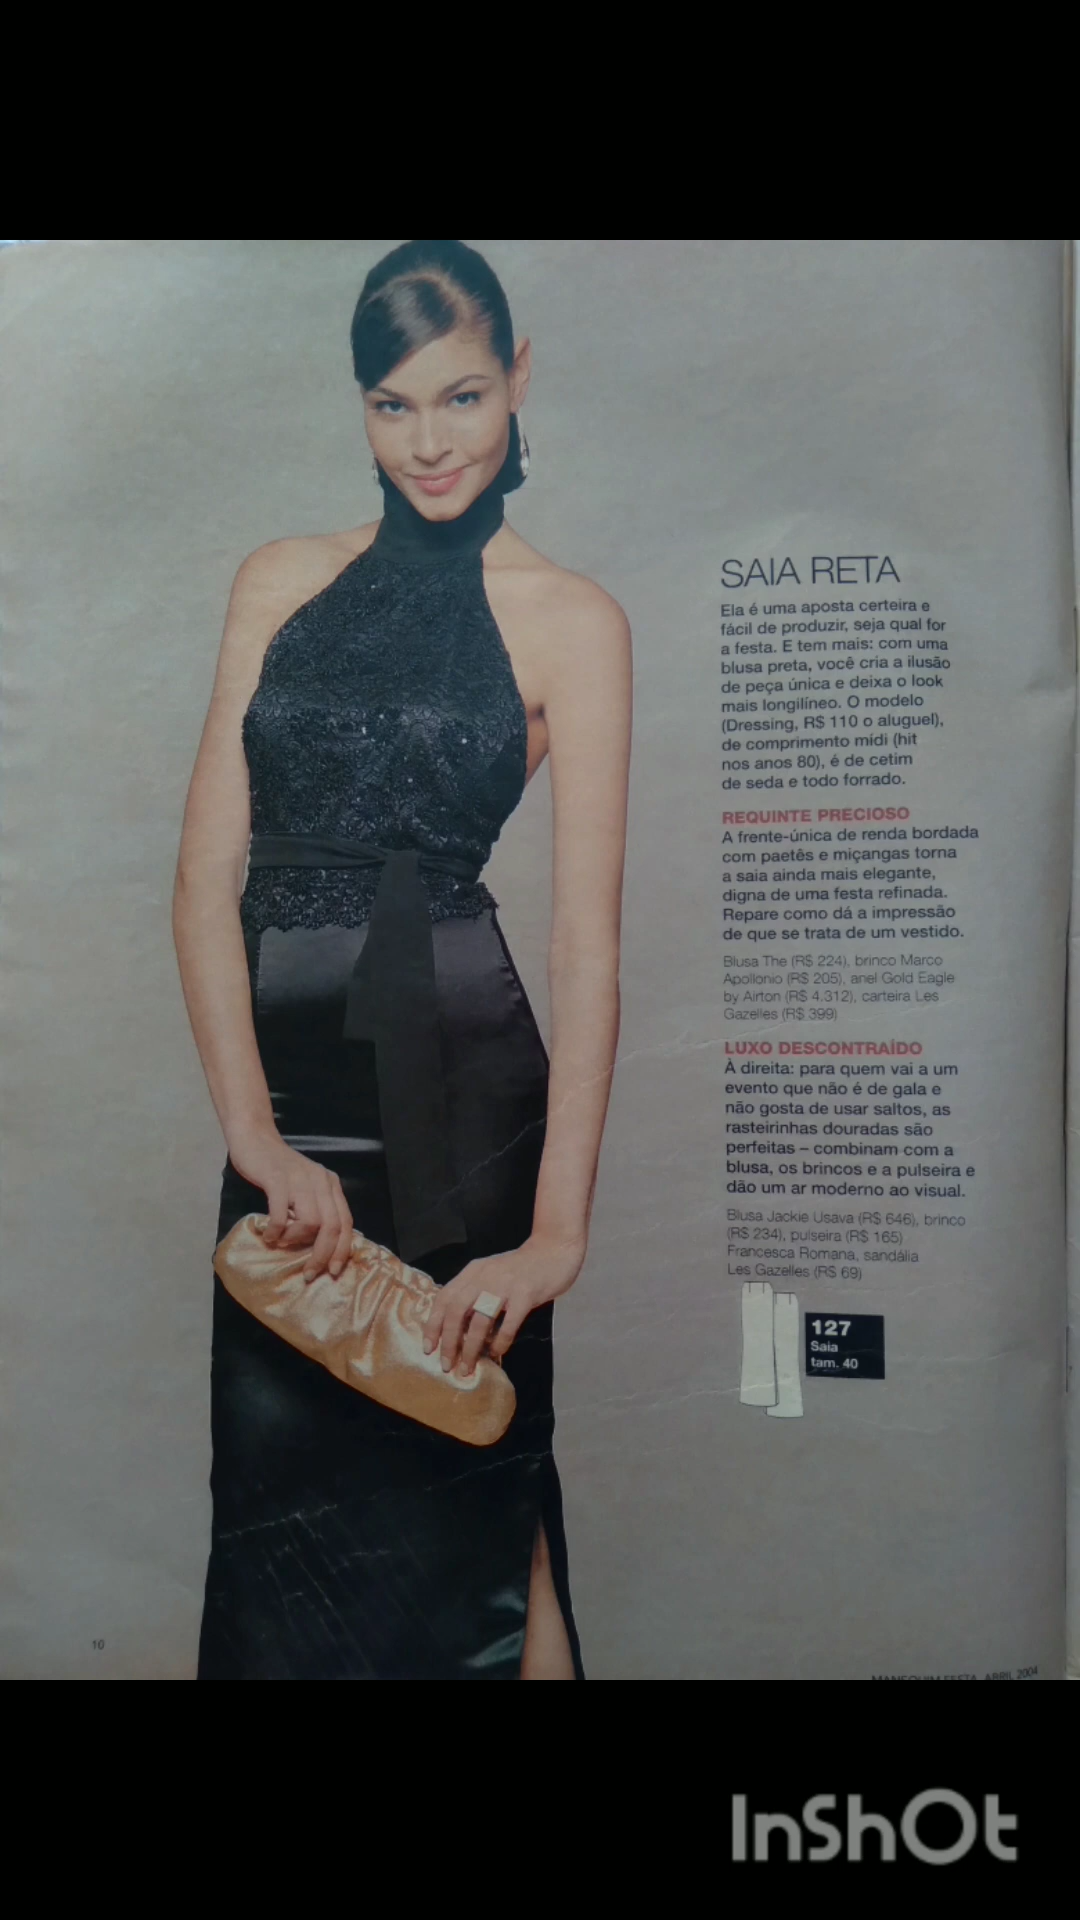 SAIA RETA
Ela é uma aposta certeira e
fácil de produzir, seja qual for
a festa. E tem mais: com uma
blusa preta, você cria a ilusão
de peça única e deixa o look
mais longilíneo. O modelo
(Dressing, R$ 110 o aluguel),
de comprimento mídi (hit
nos anos 80), é de cetim
de seda e todo forrado.
REQUINTE PRECIOSO
A frente-única de renda bordada
com paetês e miçangas torna
a saia ainda mais elegante,
digna de uma festa refinada.
Repare como dá a impressão
de que se trata de um vestido.
Blusa The (R$ 224), brinco Marco
Apollonio (R$ 205), anel Gold Eagle
by Airton (R$ 4.312), carteira Les
Gazelles (R$ 399)
LUXO DESCONTRAÍDO
À direita: para quem vai a um
evento que não é de gala e
não gosta de usar saltos, as
rasteirinhas douradas são
perfeitas – combinam com a
blusa, os brincos e a pulseira e
dão um ar moderno ao visual.
Blusa Jackie Usava (R$ 646), brinco
(R$ 234), pulseira (R$ 165)
Francesca Romana, sandália
Les Gazelles (R$ 69)
127
Saia
tam. 40
10
MANEQUIM FESTA, ABRIL 2004
InShOt